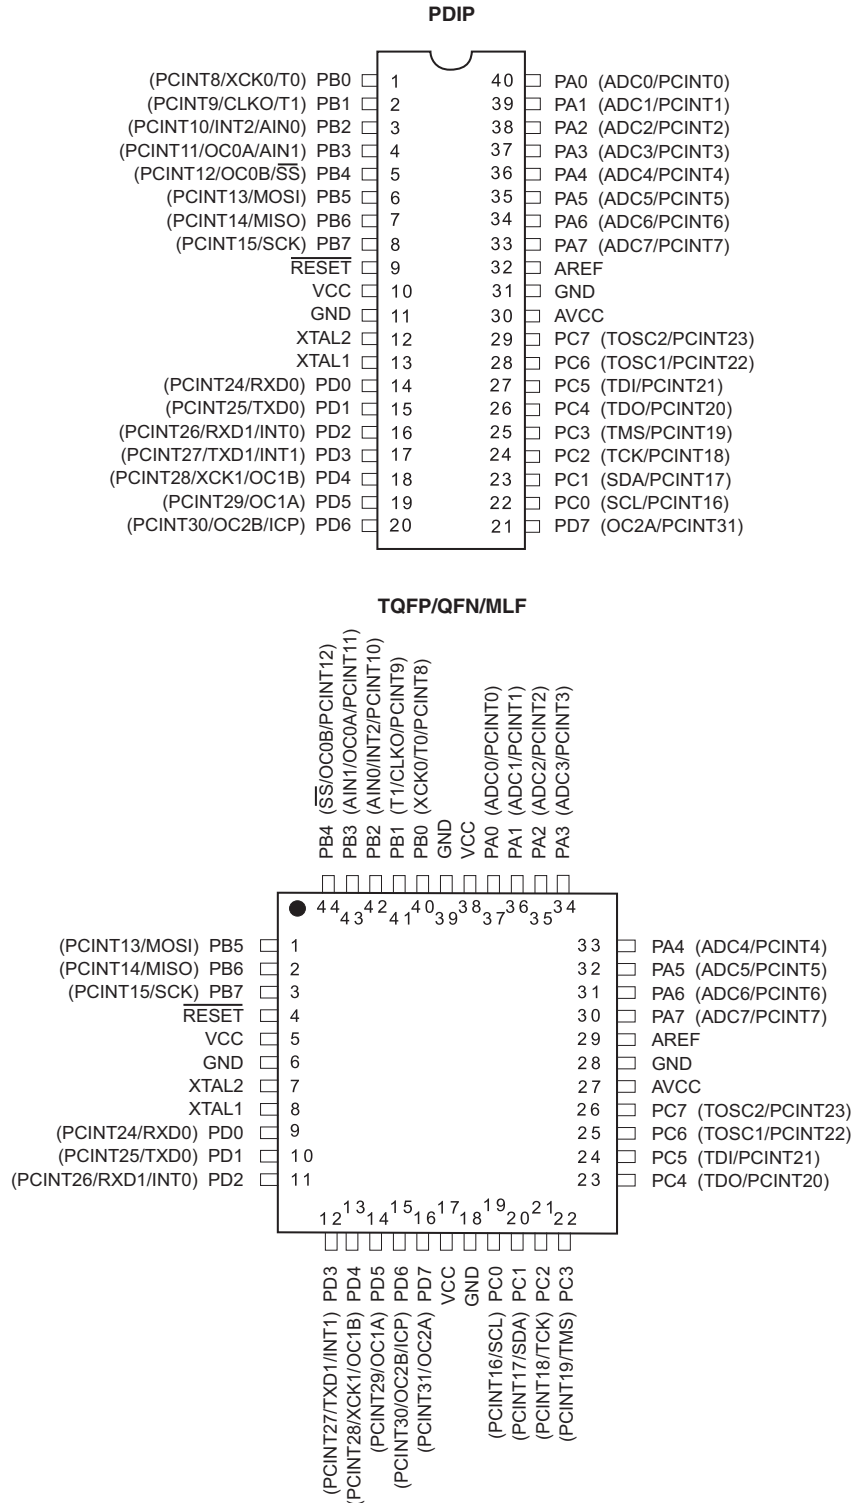 PDIP
(PCINT8/XCK0/T0) PB0 1 40 PA0 (ADC0/PCINT0)
(PCINT9/CLKO/T1) PB1 2 39 PA1 (ADC1/PCINT1)
(PCINT10/INT2/AIN0) PB2 3 38 PA2 (ADC2/PCINT2)
(PCINT11/OC0A/AIN1) PB3 4 37 PA3 (ADC3/PCINT3)
(PCINT12/OC0B/S̅S̅) PB4 5 36 PA4 (ADC4/PCINT4)
(PCINT13/MOSI) PB5 6 35 PA5 (ADC5/PCINT5)
(PCINT14/MISO) PB6 7 34 PA6 (ADC6/PCINT6)
(PCINT15/SCK) PB7 8 33 PA7 (ADC7/PCINT7)
R̅E̅S̅E̅T̅ 9 32 AREF
VCC 10 31 GND
GND 11 30 AVCC
XTAL2 12 29 PC7 (TOSC2/PCINT23)
XTAL1 13 28 PC6 (TOSC1/PCINT22)
(PCINT24/RXD0) PD0 14 27 PC5 (TDI/PCINT21)
(PCINT25/TXD0) PD1 15 26 PC4 (TDO/PCINT20)
(PCINT26/RXD1/INT0) PD2 16 25 PC3 (TMS/PCINT19)
(PCINT27/TXD1/INT1) PD3 17 24 PC2 (TCK/PCINT18)
(PCINT28/XCK1/OC1B) PD4 18 23 PC1 (SDA/PCINT17)
(PCINT29/OC1A) PD5 19 22 PC0 (SCL/PCINT16)
(PCINT30/OC2B/ICP) PD6 20 21 PD7 (OC2A/PCINT31)
TQFP/QFN/MLF
PB4 (S̅S̅/OC0B/PCINT12)
PB3 (AIN1/OC0A/PCINT11)
PB2 (AIN0/INT2/PCINT10)
PB1 (T1/CLKO/PCINT9)
PB0 (XCK0/T0/PCINT8)
GND
VCC
PA0 (ADC0/PCINT0)
PA1 (ADC1/PCINT1)
PA2 (ADC2/PCINT2)
PA3 (ADC3/PCINT3)
44 43 42 41 40 39 38 37 36 35 34
(PCINT13/MOSI) PB5 1 33 PA4 (ADC4/PCINT4)
(PCINT14/MISO) PB6 2 32 PA5 (ADC5/PCINT5)
(PCINT15/SCK) PB7 3 31 PA6 (ADC6/PCINT6)
R̅E̅S̅E̅T̅ 4 30 PA7 (ADC7/PCINT7)
VCC 5 29 AREF
GND 6 28 GND
XTAL2 7 27 AVCC
XTAL1 8 26 PC7 (TOSC2/PCINT23)
(PCINT24/RXD0) PD0 9 25 PC6 (TOSC1/PCINT22)
(PCINT25/TXD0) PD1 10 24 PC5 (TDI/PCINT21)
(PCINT26/RXD1/INT0) PD2 11 23 PC4 (TDO/PCINT20)
12 13 14 15 16 17 18 19 20 21 22
(PCINT27/TXD1/INT1) PD3
(PCINT28/XCK1/OC1B) PD4
(PCINT29/OC1A) PD5
(PCINT30/OC2B/ICP) PD6
(PCINT31/OC2A) PD7
VCC
GND
(PCINT16/SCL) PC0
(PCINT17/SDA) PC1
(PCINT18/TCK) PC2
(PCINT19/TMS) PC3